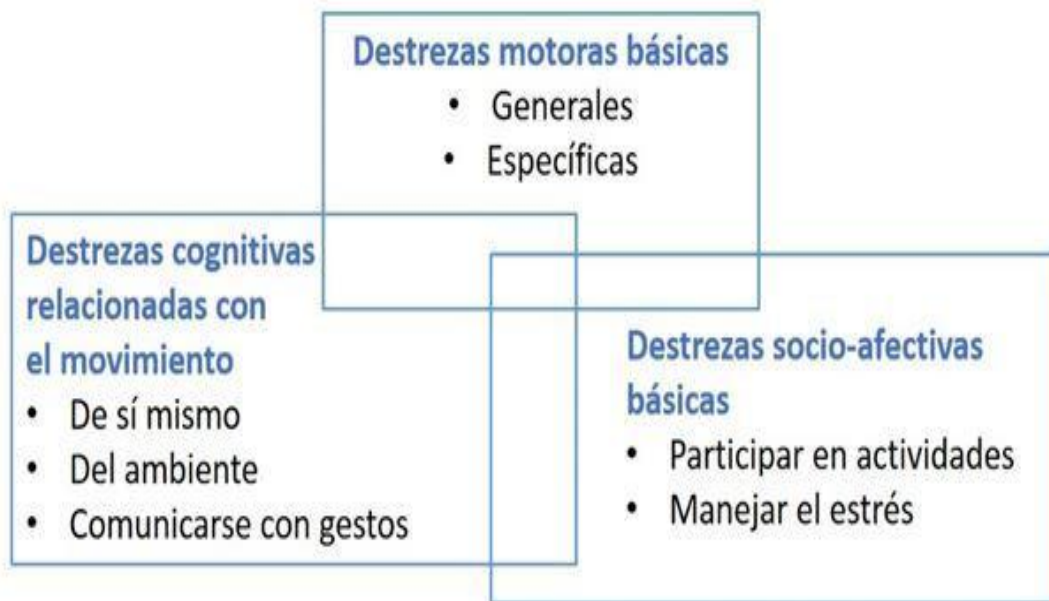 Destrezas motoras básicas
• Generales
• Específicas
Destrezas cognitivas
relacionadas con
el movimiento
• De sí mismo
• Del ambiente
• Comunicarse con gestos
Destrezas socio-afectivas
básicas
• Participar en actividades
• Manejar el estrés